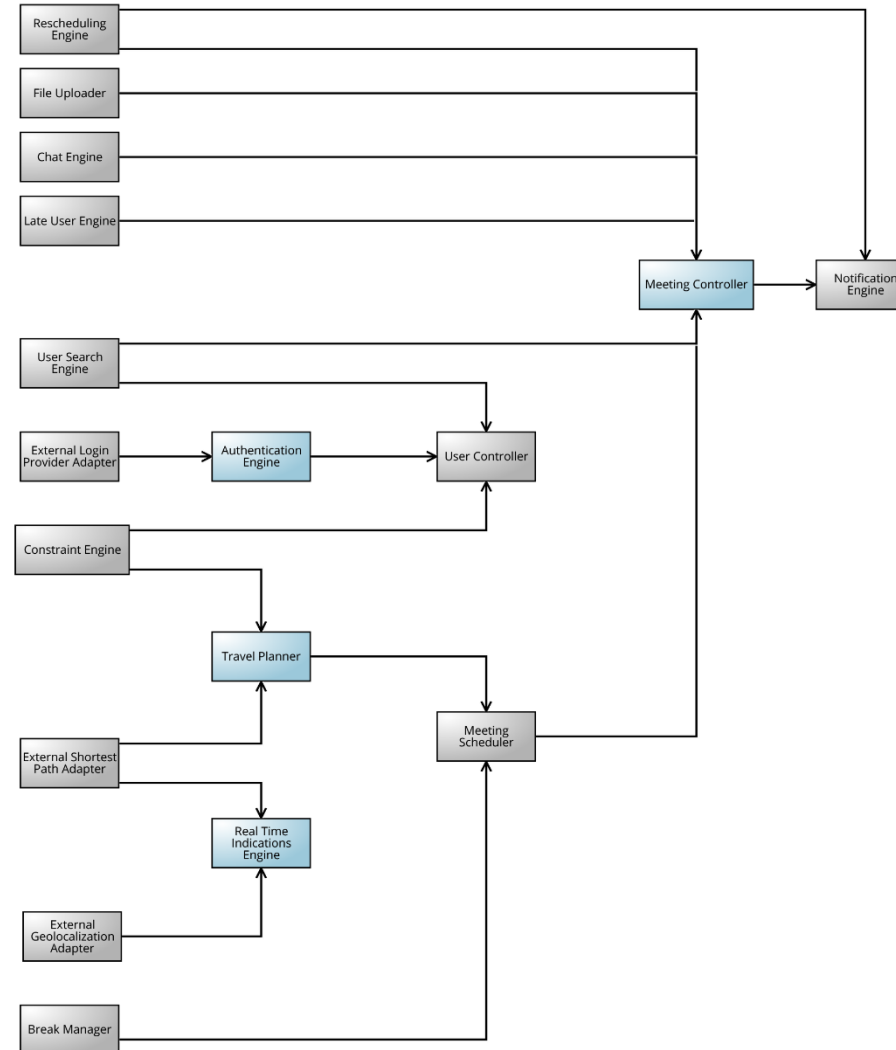 Rescheduling
Engine
File Uploader
Chat Engine
Late User Engine
Meeting Controller
Notification
Engine
User Search
Engine
External Login
Provider Adapter
Authentication
Engine
User Controller
Constraint Engine
Travel Planner
Meeting
Scheduler
External Shortest
Path Adapter
Real Time
Indications
Engine
External
Geolocalization
Adapter
Break Manager